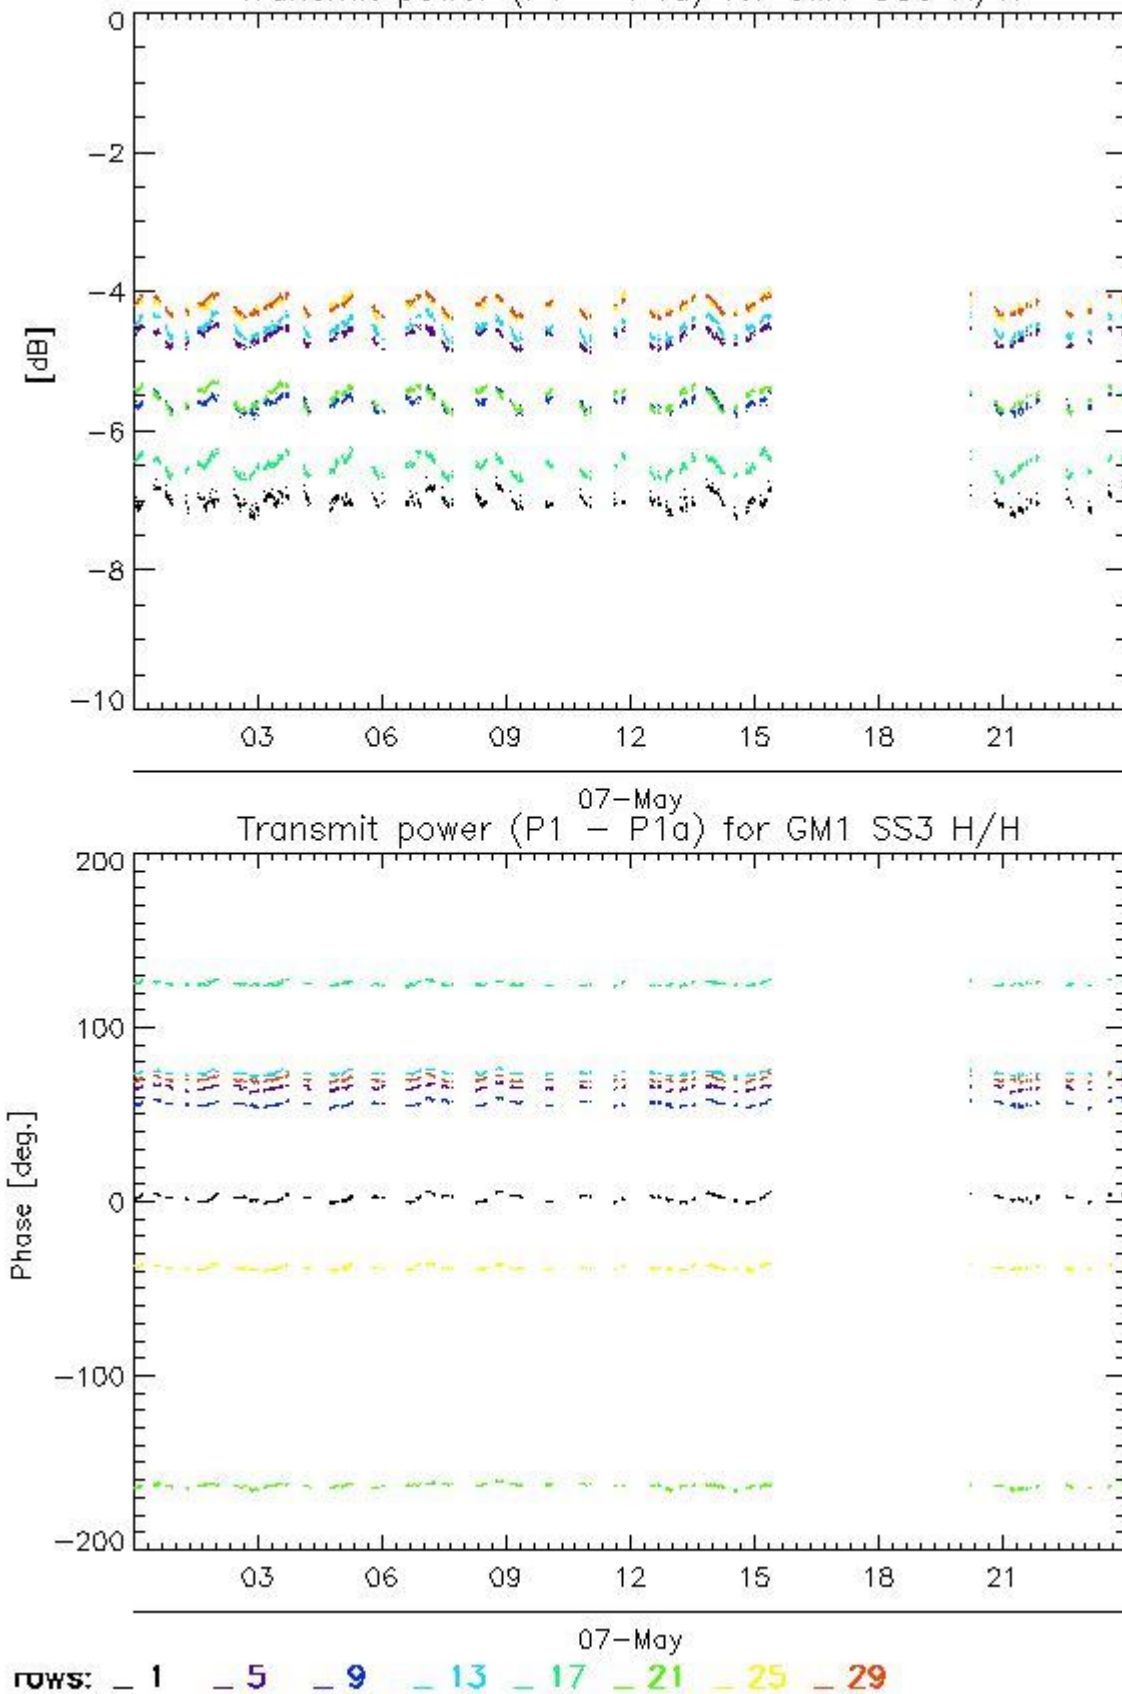 0
-2
-4
-6
-8
-10
[dB]
03 06 09 12 15 18 21
07-May
Transmit power (P1 - P1a) for GM1 SS3 H/H
200
100
0
-100
-200
Phase [deg.]
03 06 09 12 15 18 21
07-May
rows: _ 1 _ 5 _ 9 _ 13 _ 17 _ 21 _ 25 _ 29